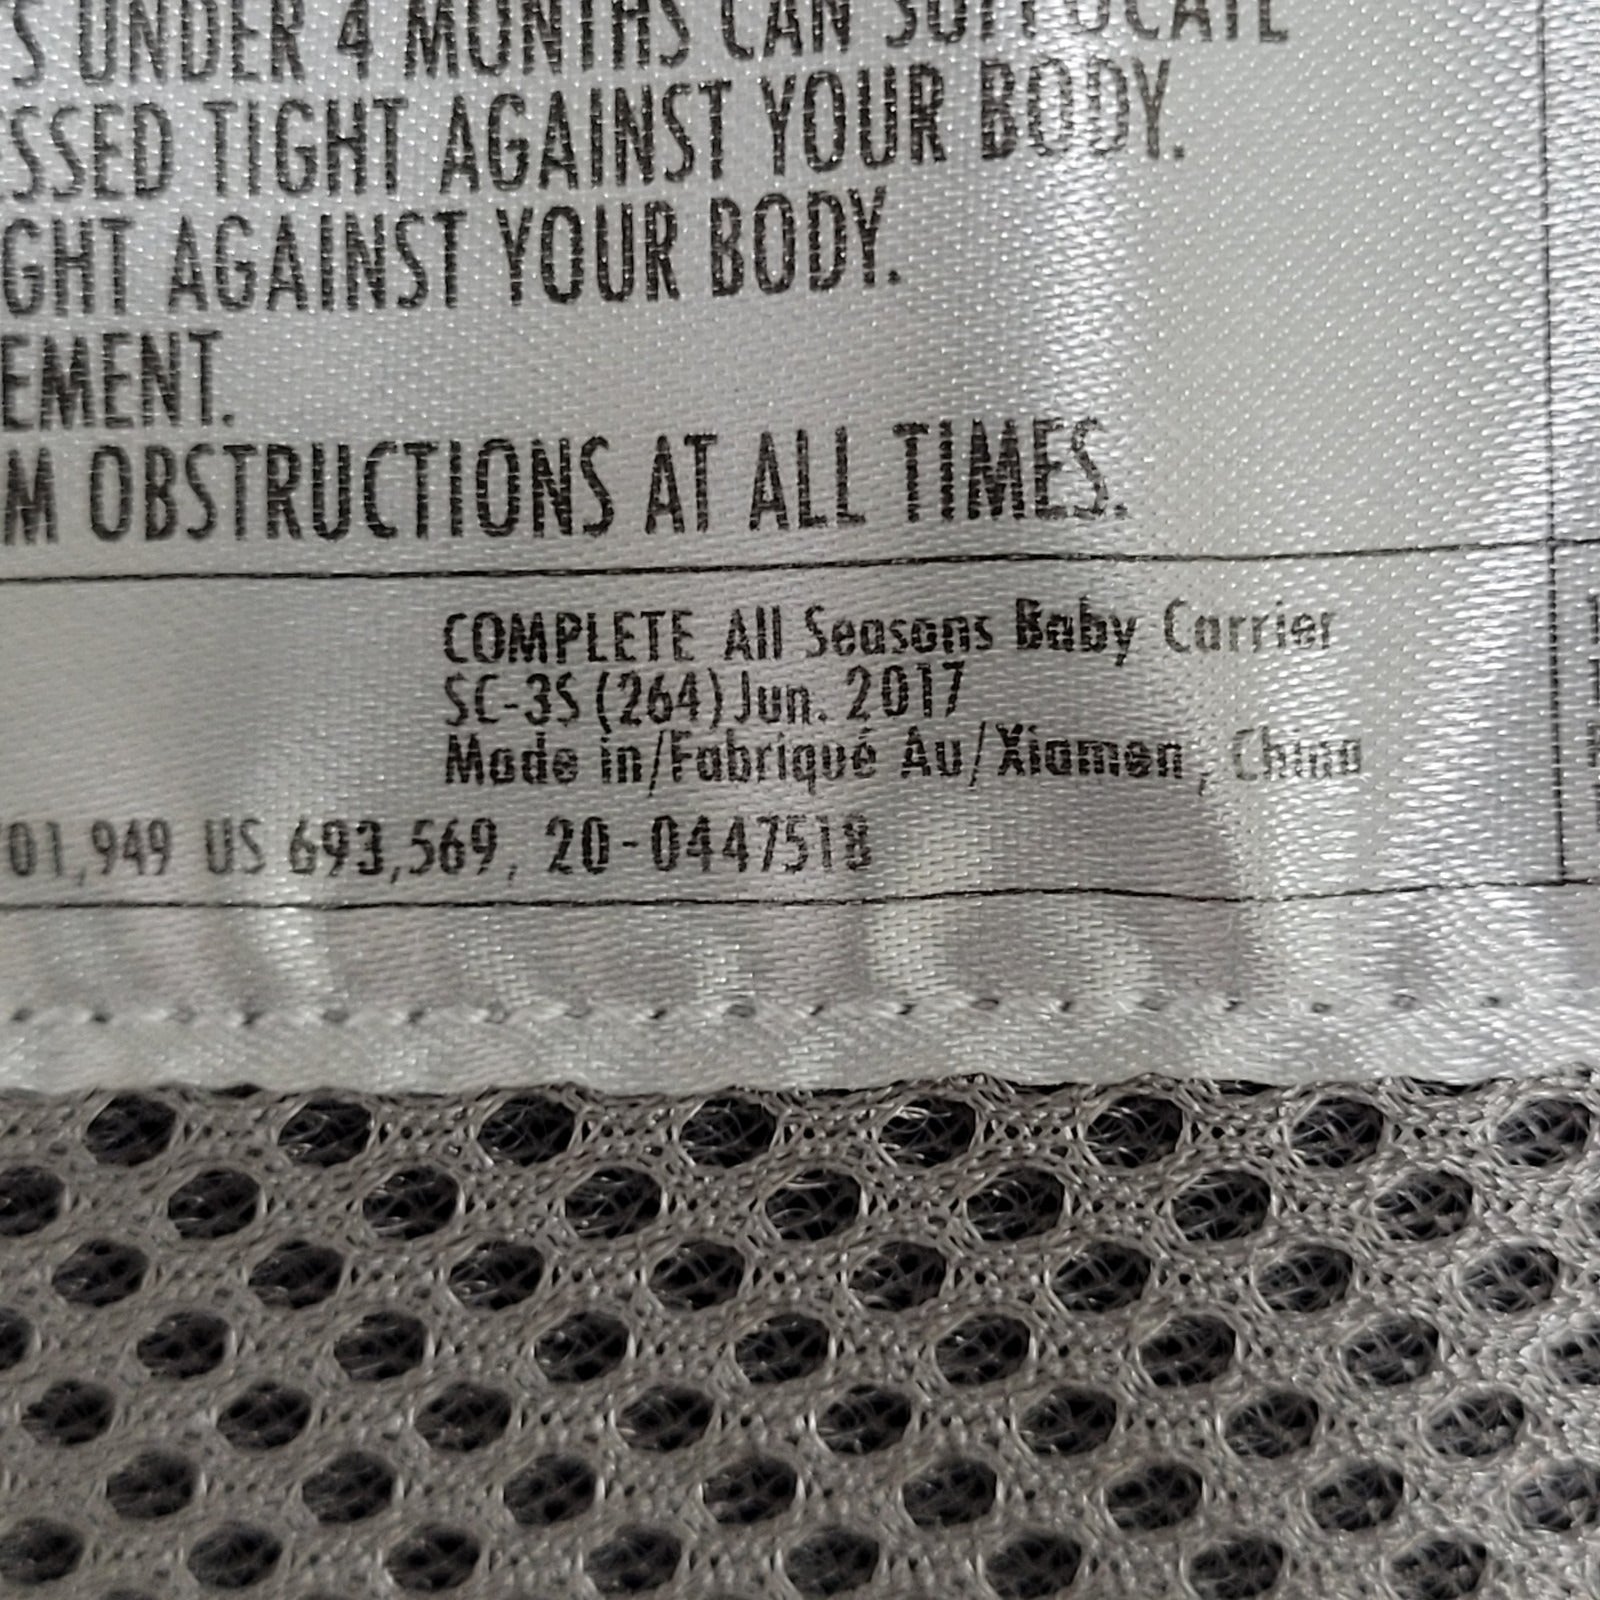 S UNDER 4 MONTHS CAN SUFFOCATE
SSED TIGHT AGAINST YOUR BODY.
GHT AGAINST YOUR BODY.
EMENT.
M OBSTRUCTIONS AT ALL TIMES.
COMPLETE All Seasons Baby Carrier
SC-3S (264) Jun. 2017
Made in/Fabriqué Au/Xiamen, China
01,949 US 693,569, 20-0447518